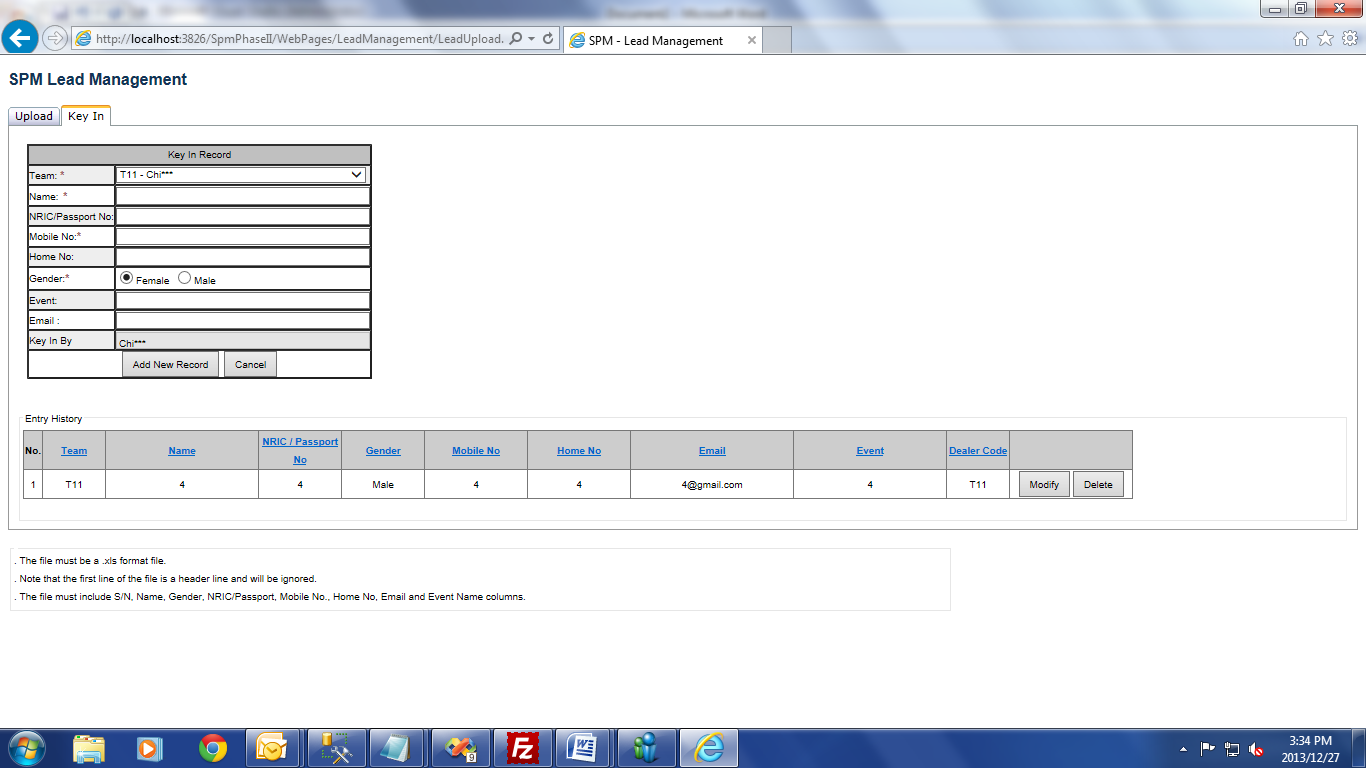 http://localhost:3826/SpmPhaseII/WebPages/LeadManagement/LeadUpload.
SPM - Lead Management
SPM Lead Management
Upload Key In
Key In Record
Team: * T11 - Chi***
Name: *
NRIC/Passport No:
Mobile No:*
Home No:
Gender:* Female Male
Event:
Email :
Key In By Chi***
Add New Record Cancel
Entry History
No. Team Name NRIC / Passport No Gender Mobile No Home No Email Event Dealer Code
1 T11 4 4 Male 4 4 4@gmail.com 4 T11 Modify Delete
. The file must be a .xls format file.
. Note that the first line of the file is a header line and will be ignored.
. The file must include S/N, Name, Gender, NRIC/Passport, Mobile No., Home No, Email and Event Name columns.
9
Fz
W
3:34 PM
2013/12/27